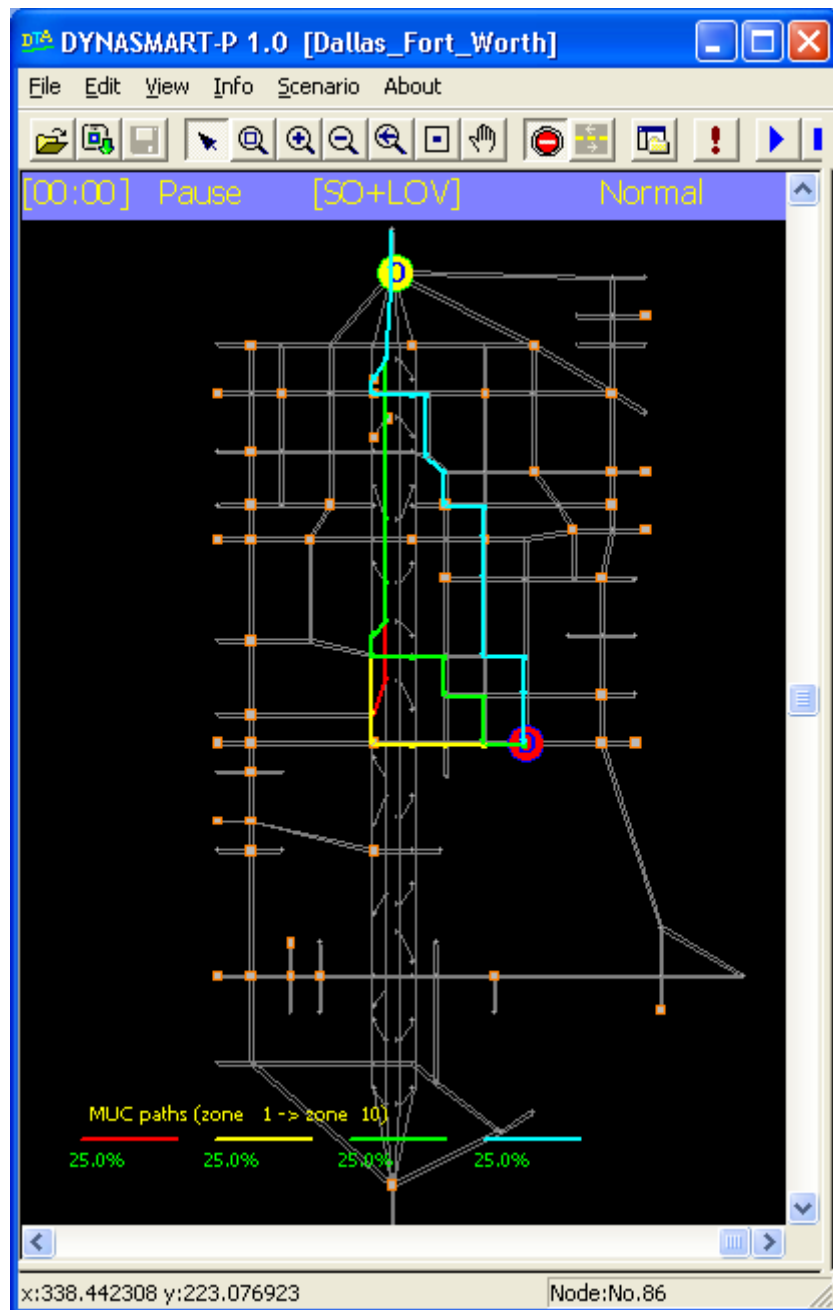 DTA DYNASMART-P 1.0 [Dallas_Fort_Worth]
File Edit View Info Scenario About
[00:00] Pause [SO+LOV] Normal
O
D
MUC paths (zone 1 -> zone 10)
25.0% 25.0% 25.0% 25.0%
x:338.442308 y:223.076923 Node:No.86